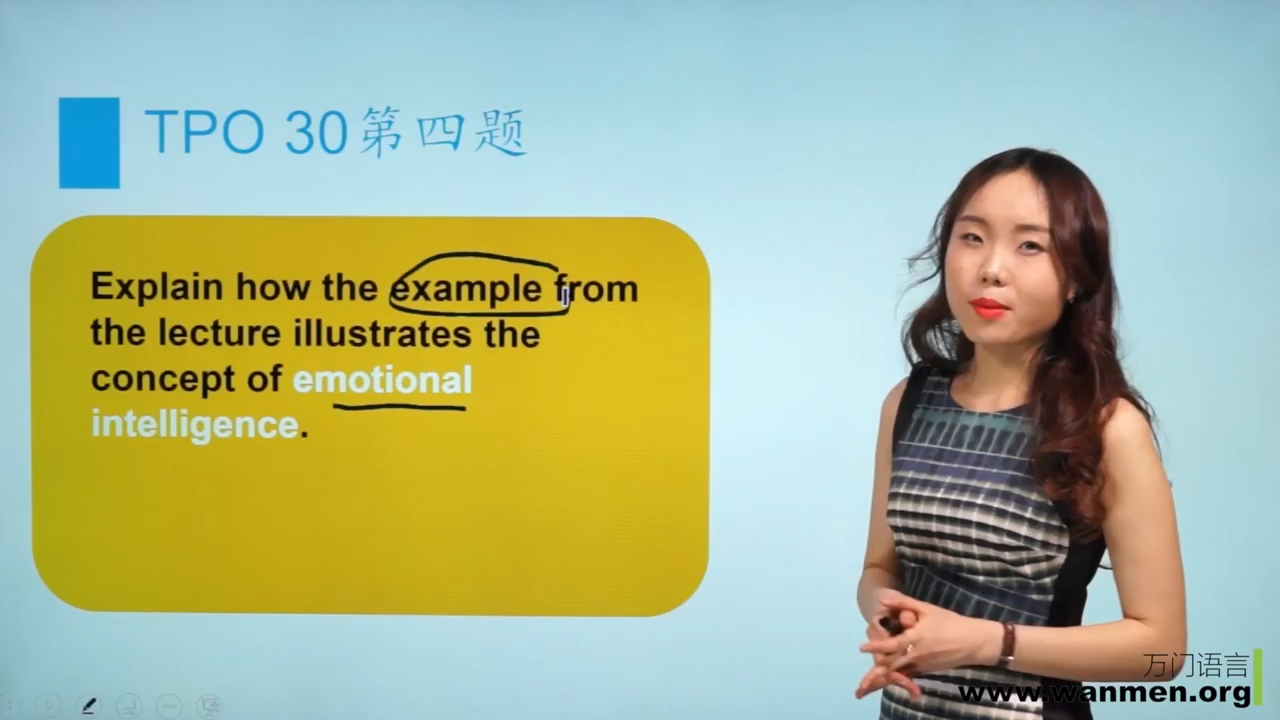 TPO 30第四题
Explain how the example from
the lecture illustrates the
concept of emotional
intelligence.
万门语言
www.wanmen.org